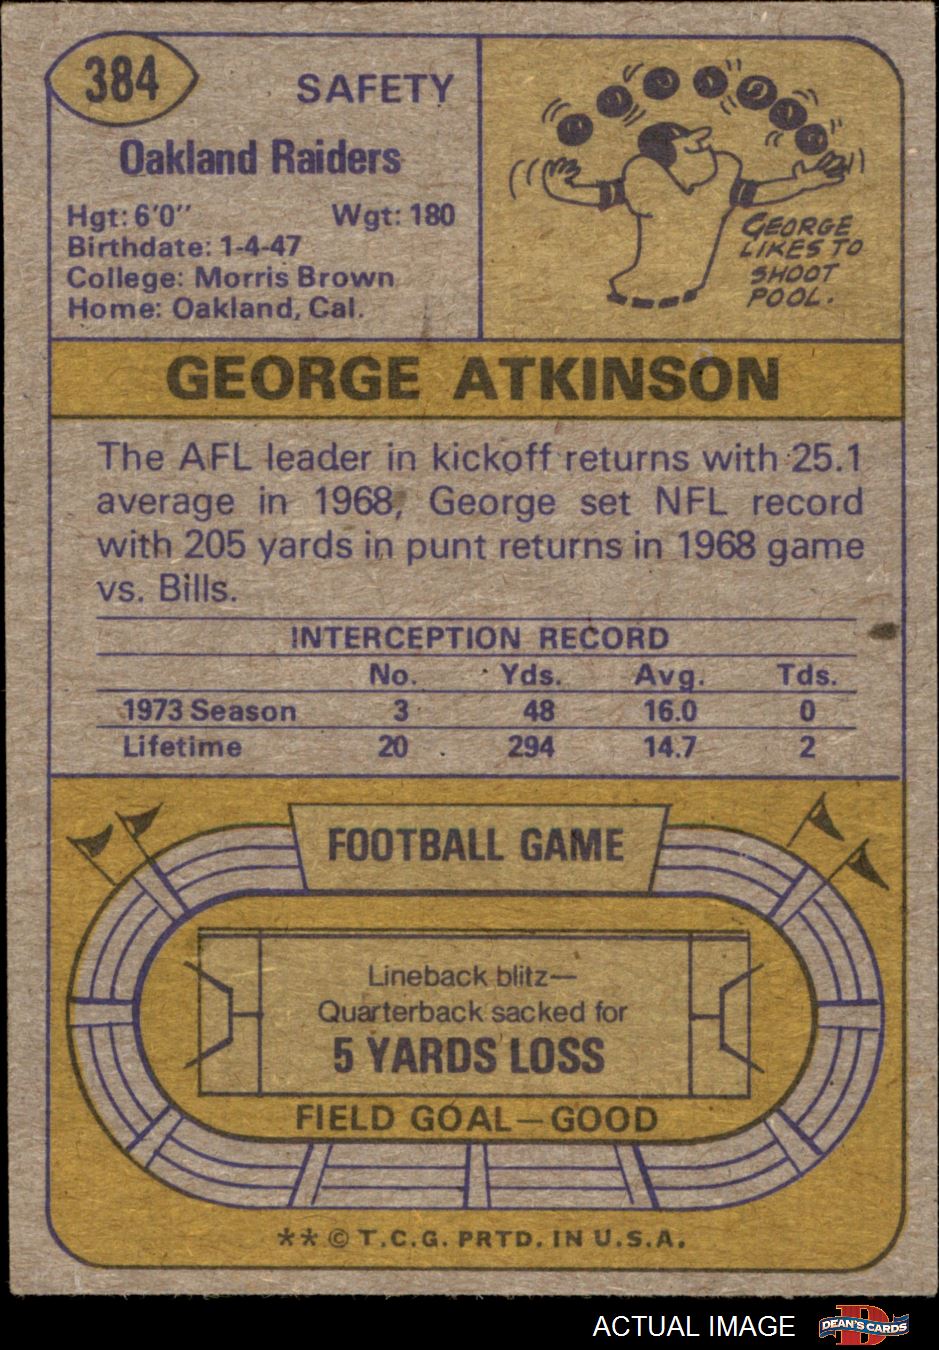 384
SAFETY
Oakland Raiders
Hgt: 6'0" Wgt: 180
Birthdate: 1-4-47
College: Morris Brown
Home: Oakland, Cal.
GEORGE
LIKES TO
SHOOT
POOL.
GEORGE ATKINSON
The AFL leader in kickoff returns with 25.1
average in 1968, George set NFL record
with 205 yards in punt returns in 1968 game
vs. Bills.
INTERCEPTION RECORD
No. Yds. Avg. Tds.
1973 Season 3 48 16.0 0
Lifetime 20 294 14.7 2
FOOTBALL GAME
Lineback blitz—
Quarterback sacked for
5 YARDS LOSS
FIELD GOAL—GOOD
** © T.C.G. PRTD. IN U.S.A.
ACTUAL IMAGE
DEAN'S CARDS